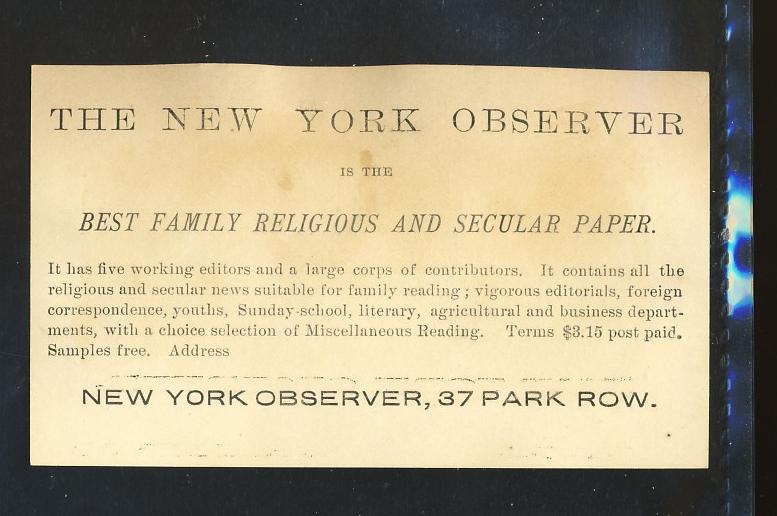 THE NEW YORK OBSERVER
IS THE
BEST FAMILY RELIGIOUS AND SECULAR PAPER.
It has five working editors and a large corps of contributors. It contains all the
religious and secular news suitable for family reading; vigorous editorials, foreign
correspondence, youths, Sunday-school, literary, agricultural and business depart-
ments, with a choice selection of Miscellaneous Reading. Terms $3.15 post paid.
Samples free. Address
NEW YORK OBSERVER, 37 PARK ROW.